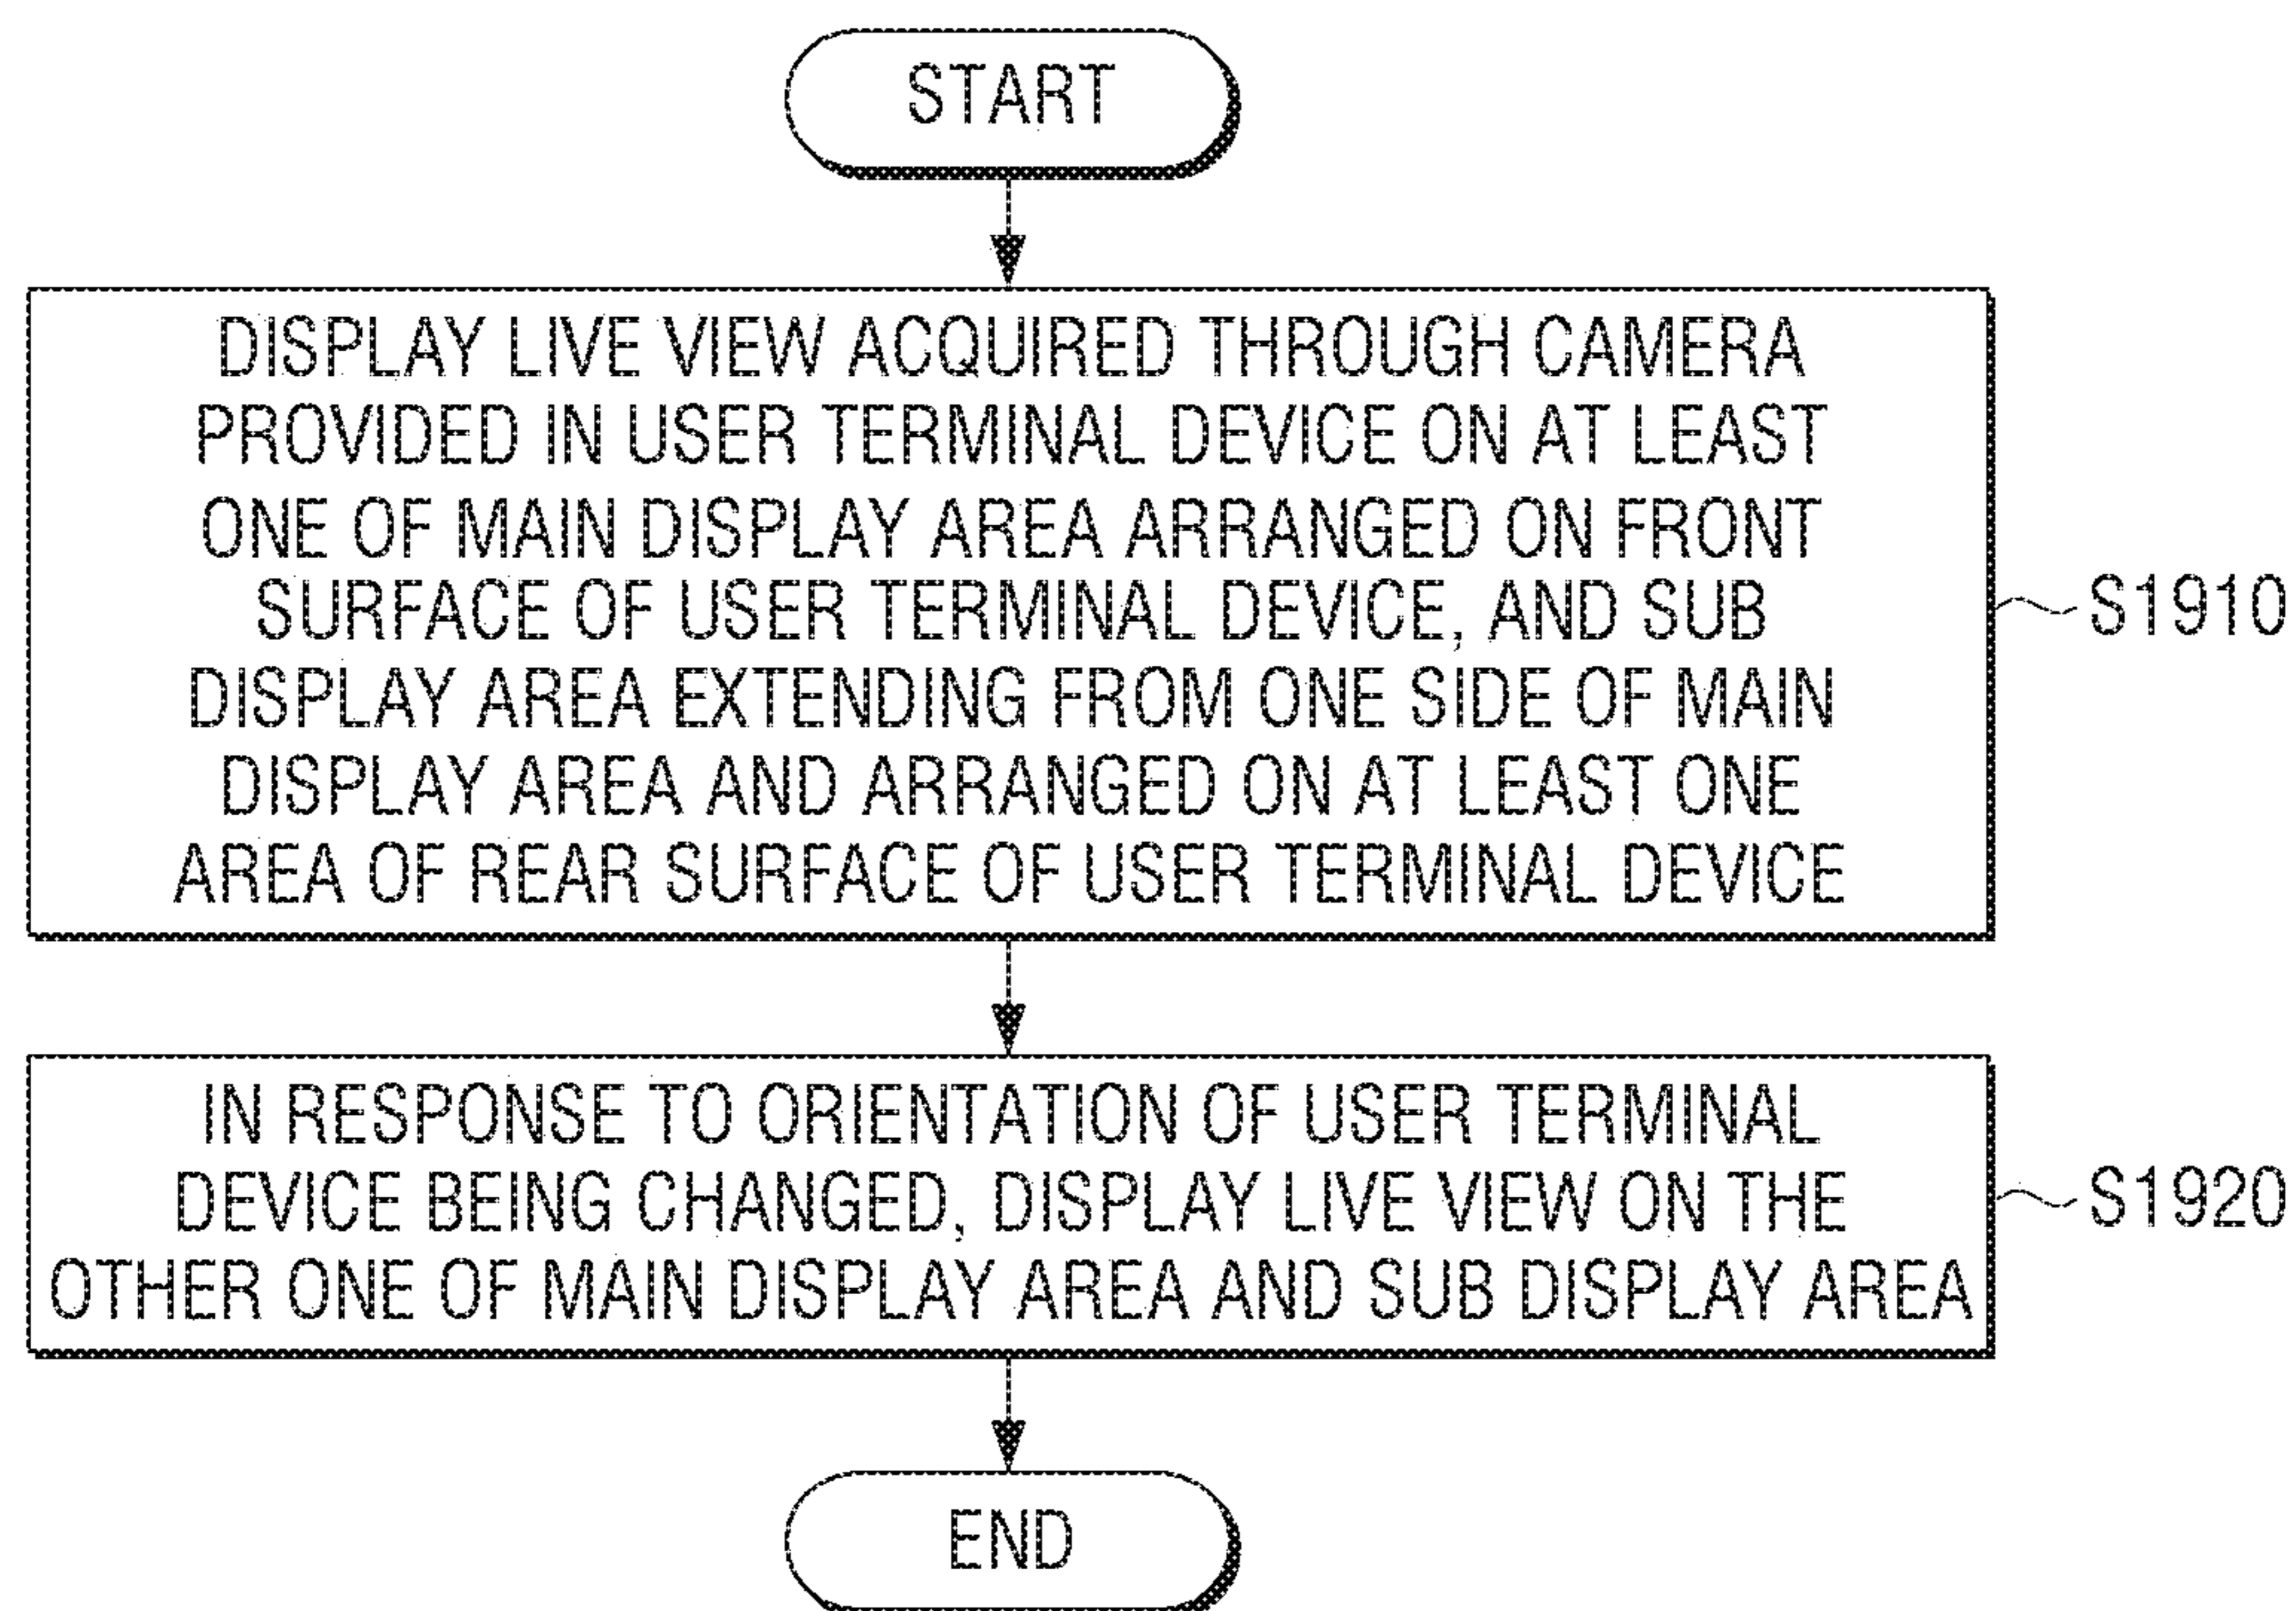 START
DISPLAY LIVE VIEW ACQUIRED THROUGH CAMERA
PROVIDED IN USER TERMINAL DEVICE ON AT LEAST
ONE OF MAIN DISPLAY AREA ARRANGED ON FRONT
SURFACE OF USER TERMINAL DEVICE, AND SUB
DISPLAY AREA EXTENDING FROM ONE SIDE OF MAIN
DISPLAY AREA AND ARRANGED ON AT LEAST ONE
AREA OF REAR SURFACE OF USER TERMINAL DEVICE
S1910
IN RESPONSE TO ORIENTATION OF USER TERMINAL
DEVICE BEING CHANGED, DISPLAY LIVE VIEW ON THE
OTHER ONE OF MAIN DISPLAY AREA AND SUB DISPLAY AREA
S1920
END